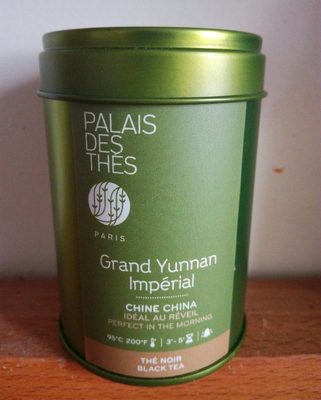 PALAIS
DES
THÉS
PARIS
Grand Yunnan
Impérial
CHINE CHINA
IDÉAL AU RÉVEIL
PERFECT IN THE MORNING
95°C 200°F | 3'- 5' |
THÉ NOIR
BLACK TEA